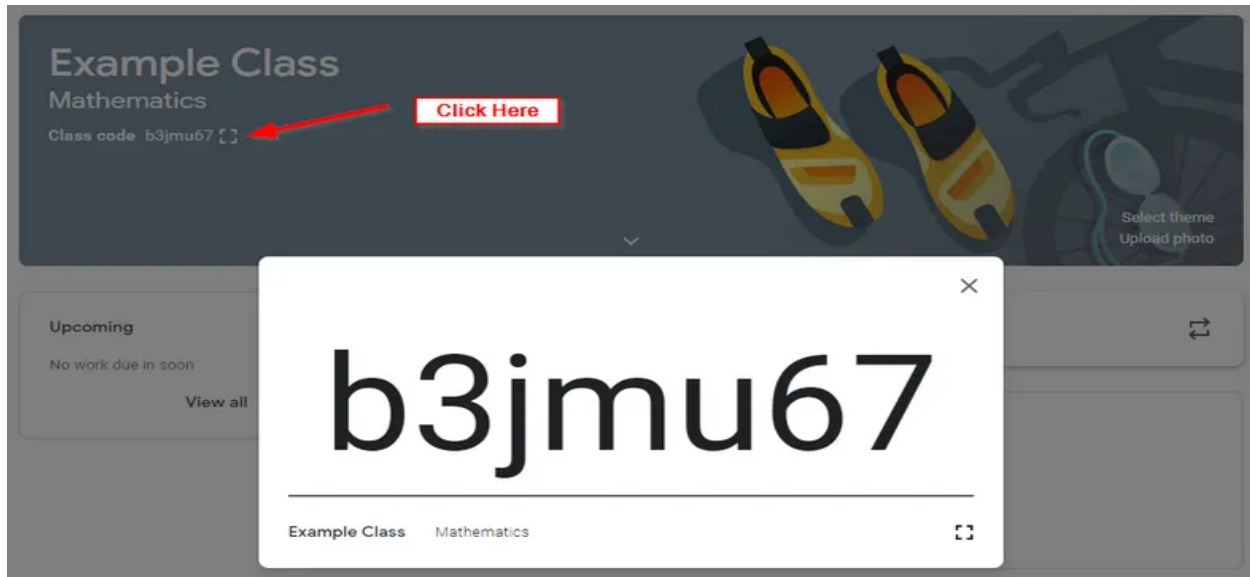 Example Class
Mathematics
Class code b3jmu67
Click Here
Select theme
Upload photo
Upcoming
No work due in soon
View all
b3jmu67
Example Class Mathematics